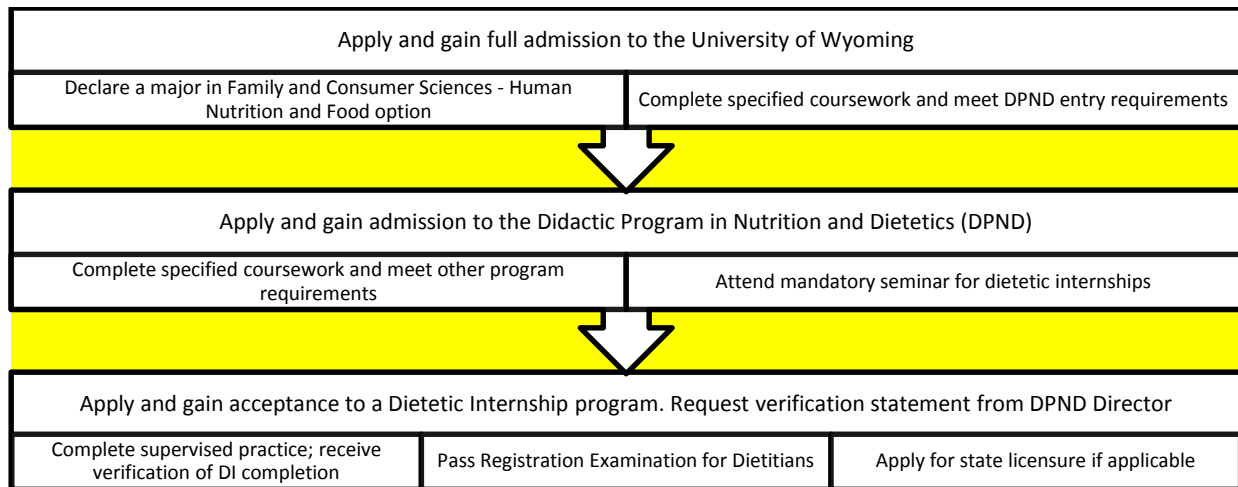 Apply and gain full admission to the University of Wyoming
Declare a major in Family and Consumer Sciences - Human
Nutrition and Food option
Complete specified coursework and meet DPND entry requirements
Apply and gain admission to the Didactic Program in Nutrition and Dietetics (DPND)
Complete specified coursework and meet other program
requirements
Attend mandatory seminar for dietetic internships
Apply and gain acceptance to a Dietetic Internship program. Request verification statement from DPND Director
Complete supervised practice; receive
verification of DI completion
Pass Registration Examination for Dietitians
Apply for state licensure if applicable